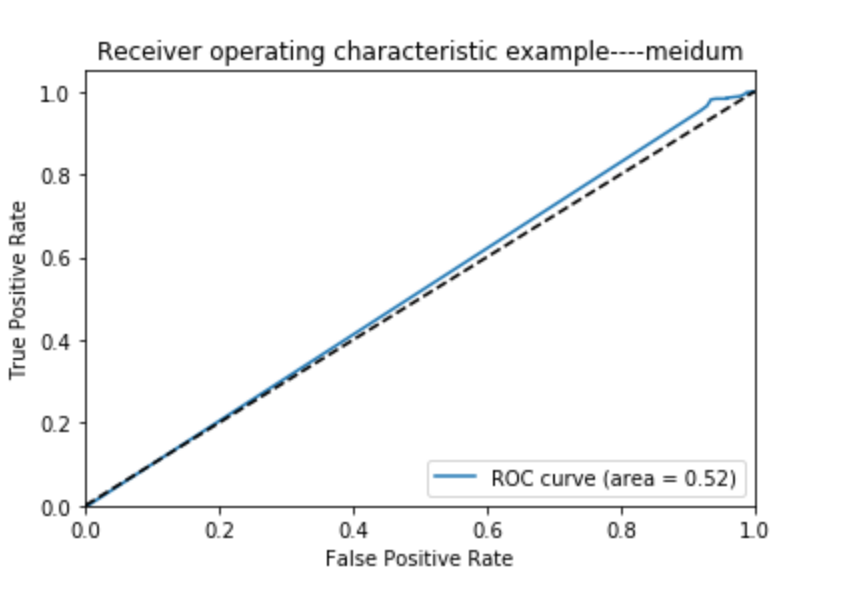 Receiver operating characteristic example----meidum
True Positive Rate
1.0
0.8
0.6
0.4
0.2
0.0
ROC curve (area = 0.52)
0.0 0.2 0.4 0.6 0.8 1.0
False Positive Rate